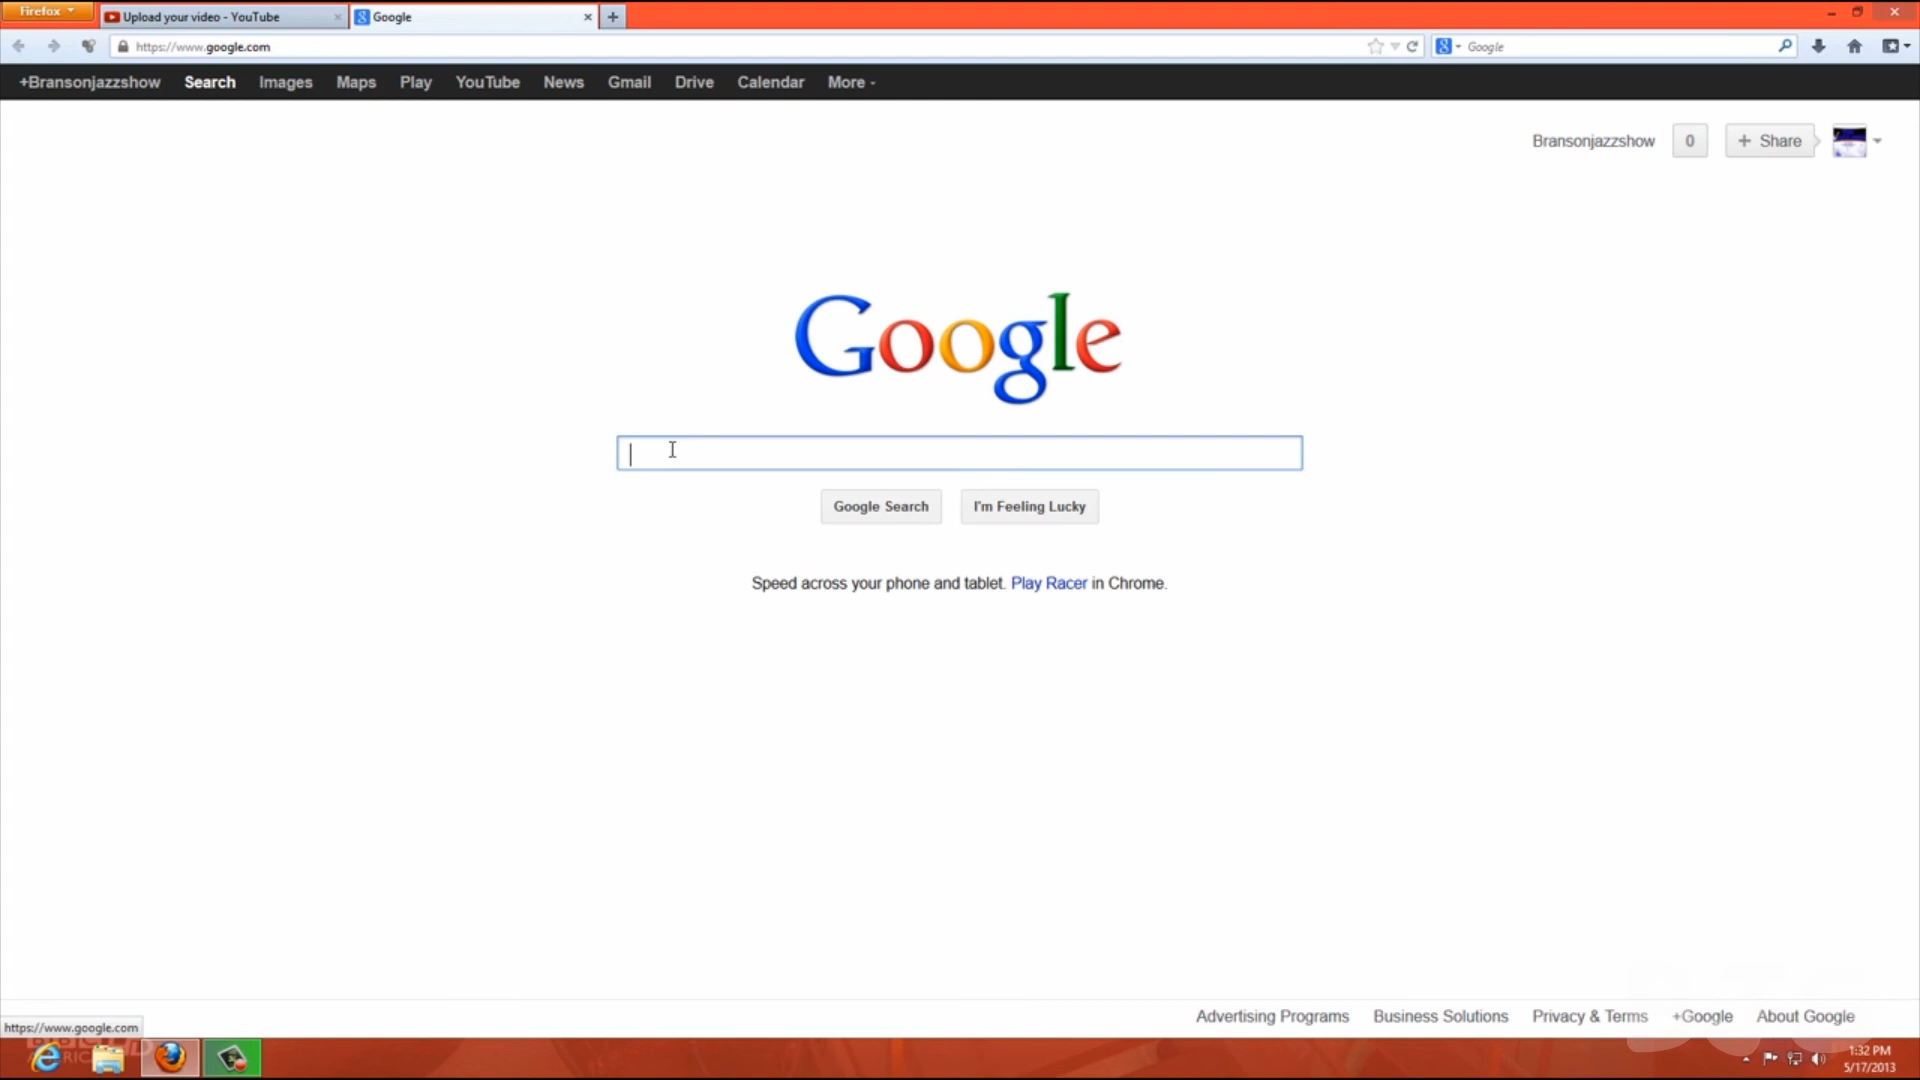 Firefox
Upload your video - YouTube
Google
https://www.google.com
Google
+Bransonjazzshow Search Images Maps Play YouTube News Gmail Drive Calendar More
Bransonjazzshow 0 + Share
Google
Google Search I'm Feeling Lucky
Speed across your phone and tablet. Play Racer in Chrome.
Advertising Programs Business Solutions Privacy & Terms +Google About Google
https://www.google.com
1:32 PM
5/17/2013